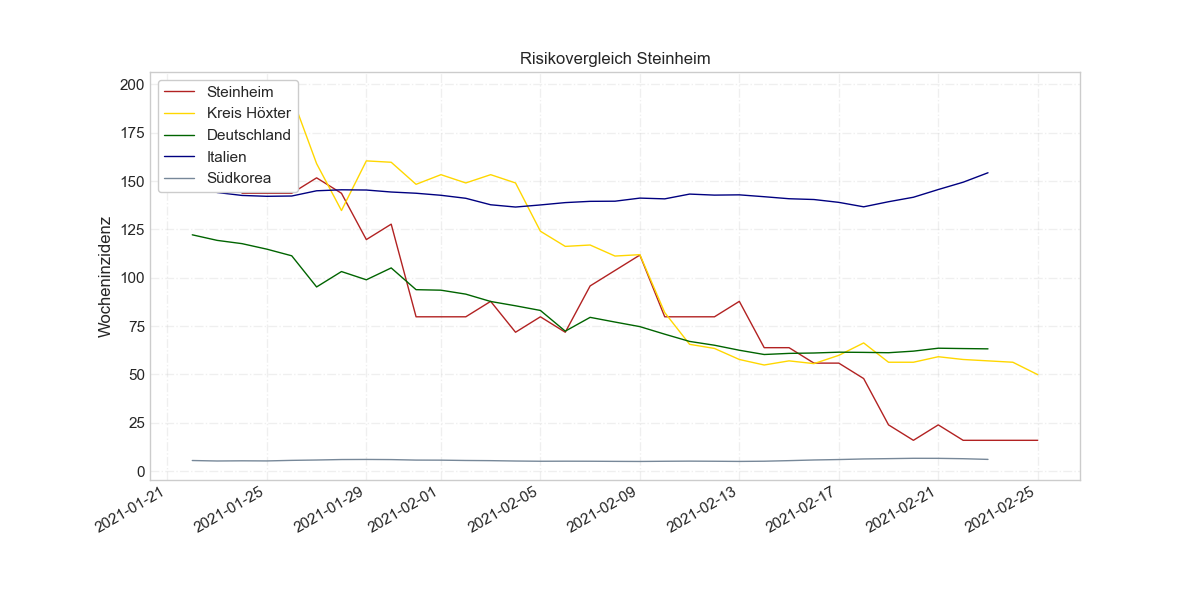 Risikovergleich Steinheim
Wocheninzidenz
200
175
150
125
100
75
50
25
0
Steinheim
Kreis Höxter
Deutschland
Italien
Südkorea
2021-01-21
2021-01-25
2021-01-29
2021-02-01
2021-02-05
2021-02-09
2021-02-13
2021-02-17
2021-02-21
2021-02-25